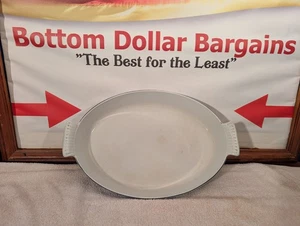 Bottom Dollar Bargains
"The Best for the Least"